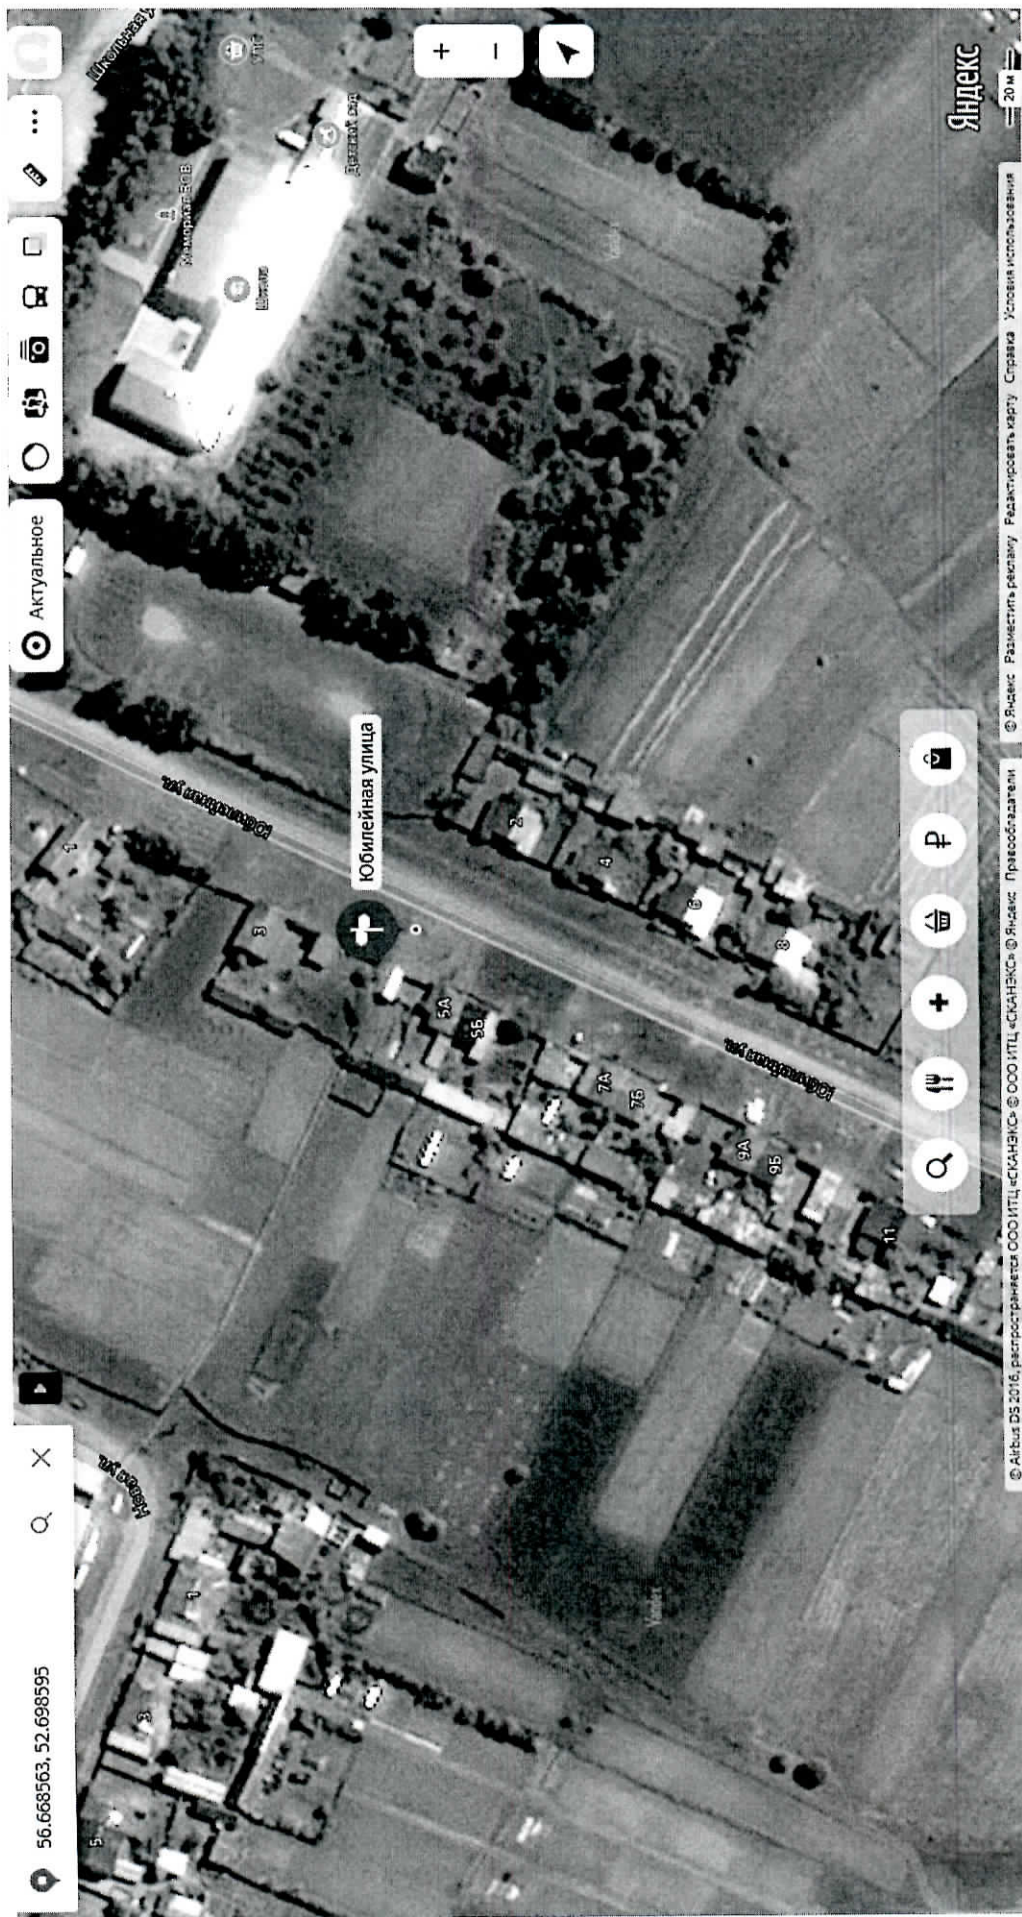 56.668563, 52.698595
Актуальное
Школьная
Новая ул.
Мемориал ВОВ
Школа
Детский сад
Юбилейная ул.
Юбилейная улица
Юбилейная ул.
1
3
5
1
3
5А
5Б
7А
7Б
9А
9Б
11
2
4
6
8
Yandex
Yandex
Яндекс
20 м
© Airbus DS 2016, распространяется ООО ИТЦ «СКАНЭКС» © ООО ИТЦ «СКАНЭКС» © Яндекс Правообладатели
© Яндекс Разместить рекламу Редактировать карту Справка Условия использования